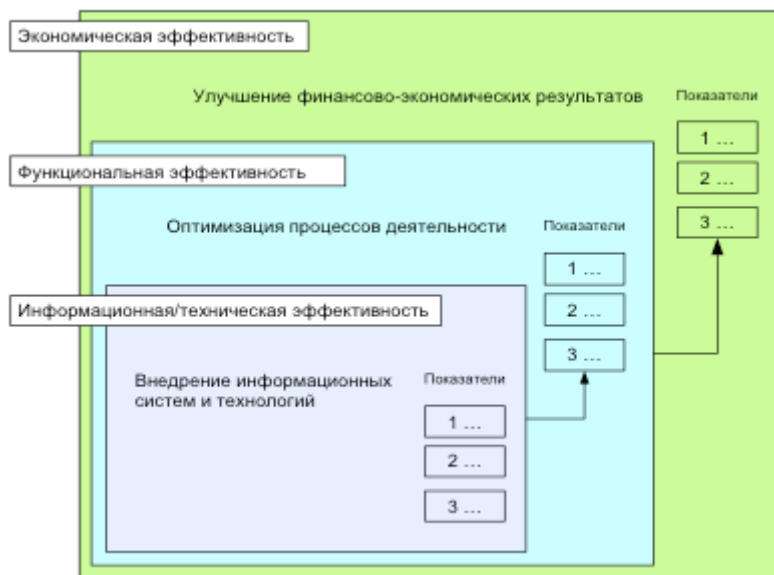 Экономическая эффективность
Улучшение финансово-экономических результатов
Показатели
1 ...
2 ...
3 ...
Функциональная эффективность
Оптимизация процессов деятельности
Показатели
1 ...
2 ...
3 ...
Информационная/техническая эффективность
Внедрение информационных
систем и технологий
Показатели
1 ...
2 ...
3 ...